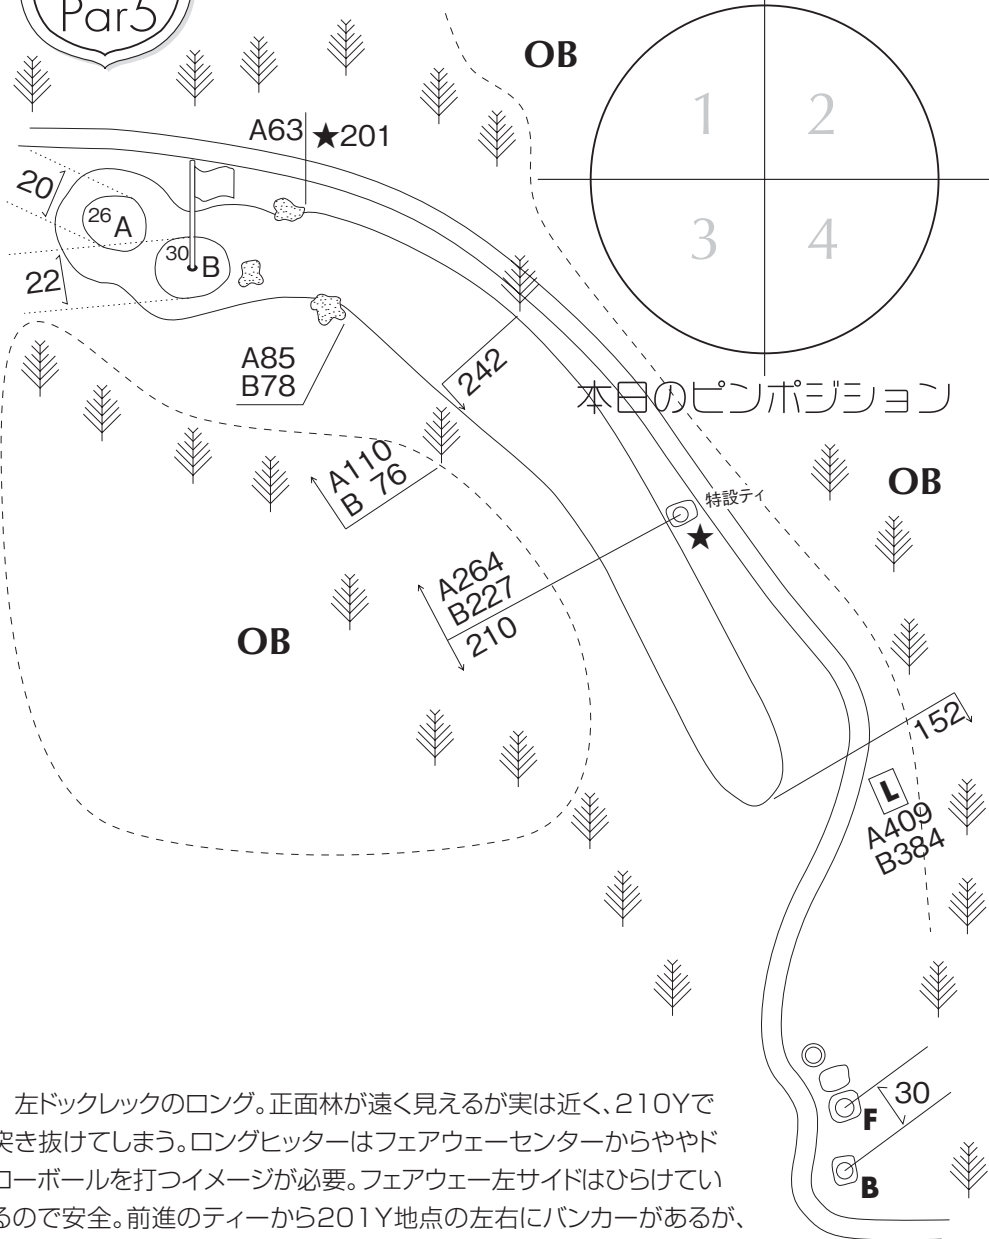 Par5
OB
1 2
3 4
本日のピンポジション
A63 ★201
20
26 A
30 B
22
A85
B78
242
A110
B 76
特設ティ
★
OB
A264
B227
210
OB
152
L
A409
B384
30
F
B
左ドックレックのロング。正面林が遠く見えるが実は近く、210Yで
突き抜けてしまう。ロングヒッターはフェアウェーセンターからややド
ローボールを打つイメージが必要。フェアウェー左サイドはひらけてい
るので安全。前進のティーから201Y地点の左右にバンカーがあるが、